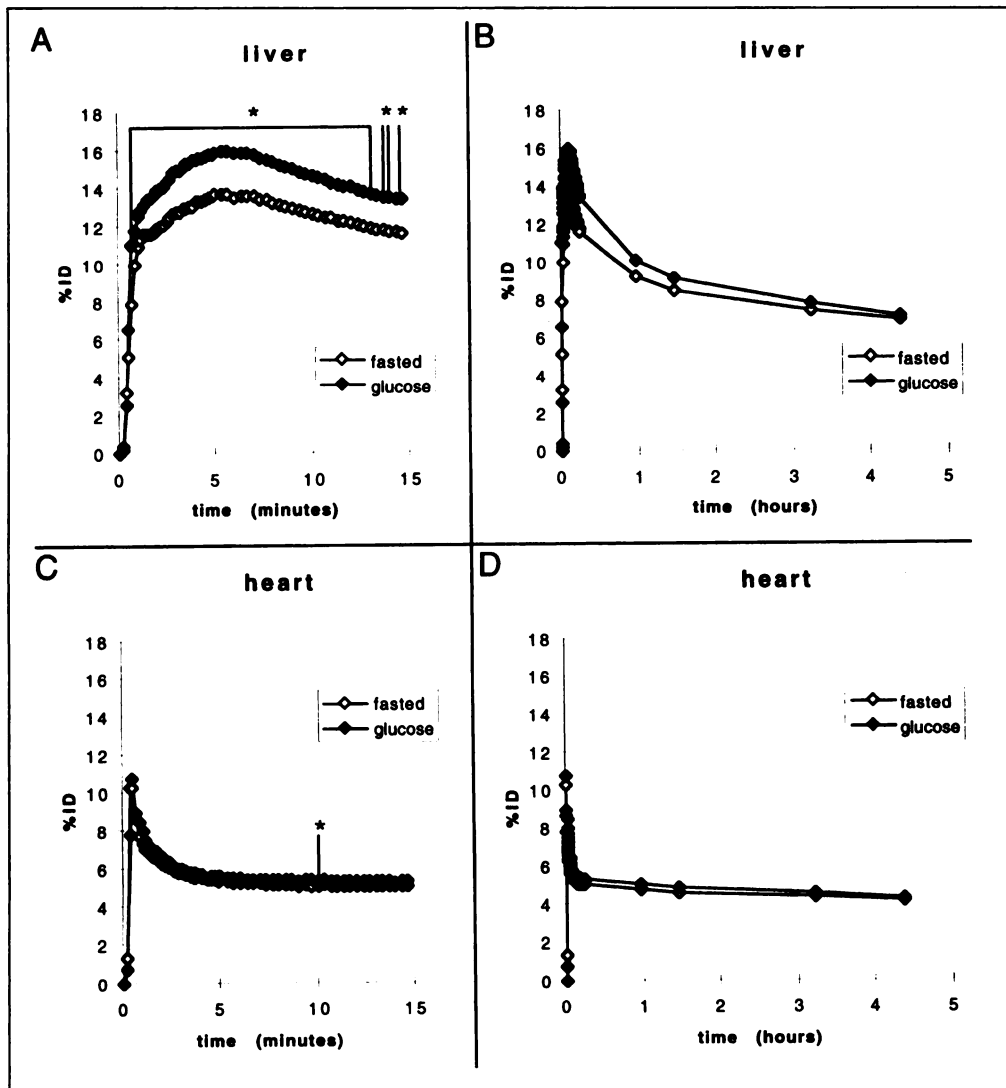 A
liver
*
* *
18
16
14
12
10
8
6
4
2
0
%ID
fasted
glucose
0 5 10 15
time (minutes)
B
liver
18
16
14
12
10
8
6
4
2
0
%ID
fasted
glucose
0 1 2 3 4 5
time (hours)
C
heart
18
16
14
12
10
8
6
4
2
0
%ID
fasted
glucose
*
0 5 10 15
time (minutes)
D
heart
18
16
14
12
10
8
6
4
2
0
%ID
fasted
glucose
0 1 2 3 4 5
time (hours)